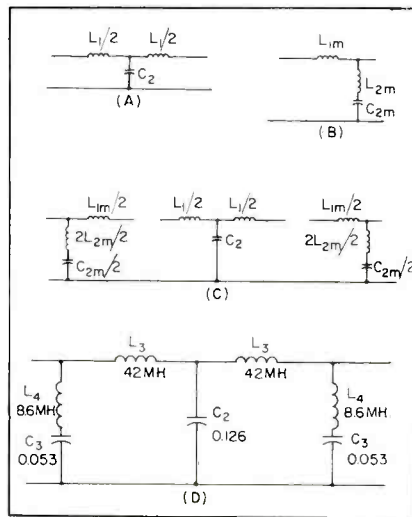 L₁/2 L₁/2
C₂
(A)
L₁ₘ
L₂ₘ
C₂ₘ
(B)
L₁ₘ/2 L₁/2 L₁/2 L₁ₘ/2
2L₂ₘ/2 C₂ 2L₂ₘ/2
C₂ₘ/2 C₂ₘ/2
(C)
L₃ L₃
42MH 42MH
L₄ L₄
8.6MH C₂ 8.6MH
C₃ 0.126 C₃
0.053 0.053
(D)